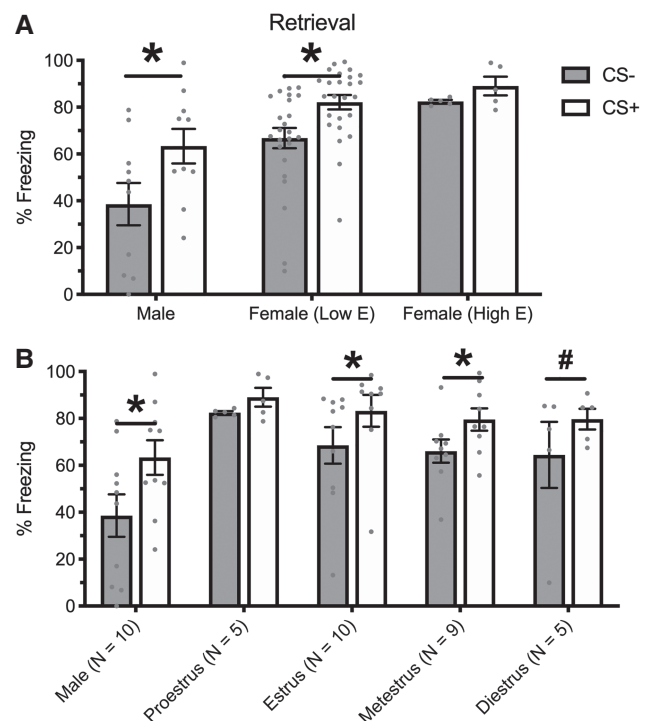 A
Retrieval
% Freezing
100
80
60
40
20
0
*
*
CS-
CS+
Male
Female (Low E)
Female (High E)
B
% Freezing
100
80
60
40
20
0
*
*
*
#
Male (N = 10)
Proestrus (N = 5)
Estrus (N = 10)
Metestrus (N = 9)
Diestrus (N = 5)